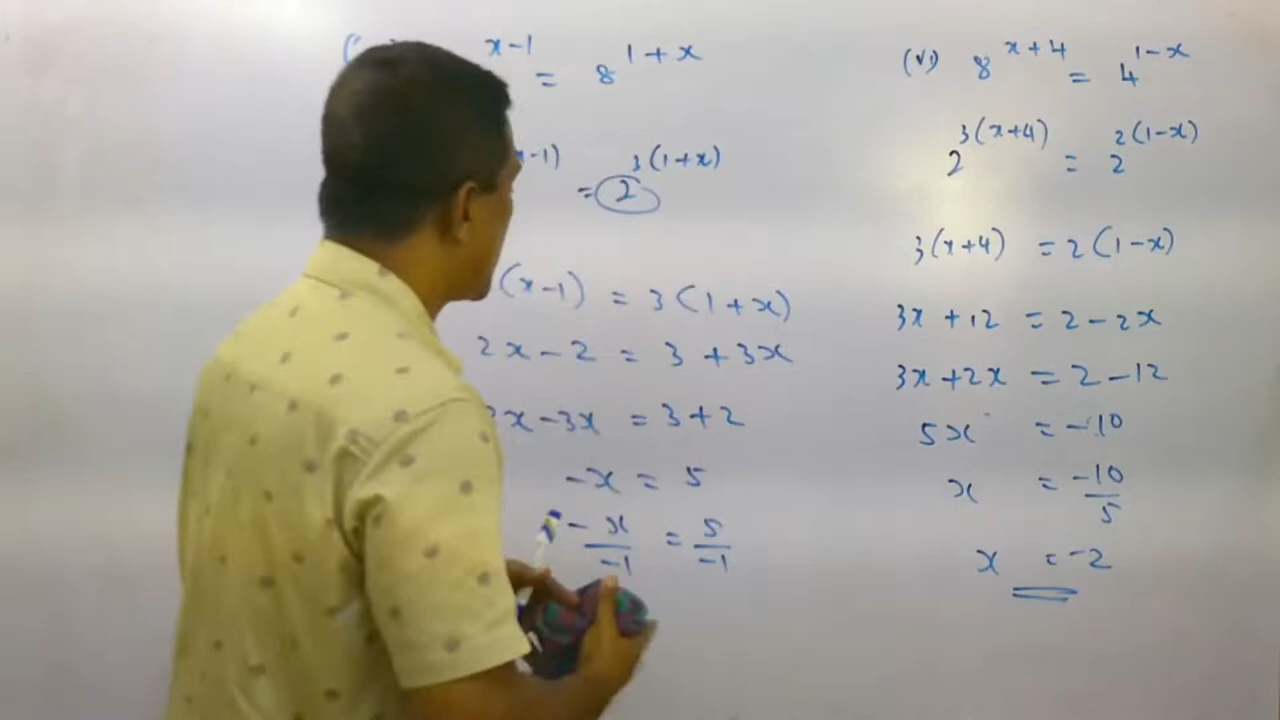 x-1 = 8^(1+x)
x-1) = 2^3(1+x)
(x-1) = 3(1+x)
2x-2 = 3+3x
x-3x = 3+2
-x = 5
-x/-1 = 5/-1
(vi) 8^(x+4) = 4^(1-x)
2^3(x+4) = 2^2(1-x)
3(x+4) = 2(1-x)
3x+12 = 2-2x
3x+2x = 2-12
5x = -10
x = -10/5
x = -2